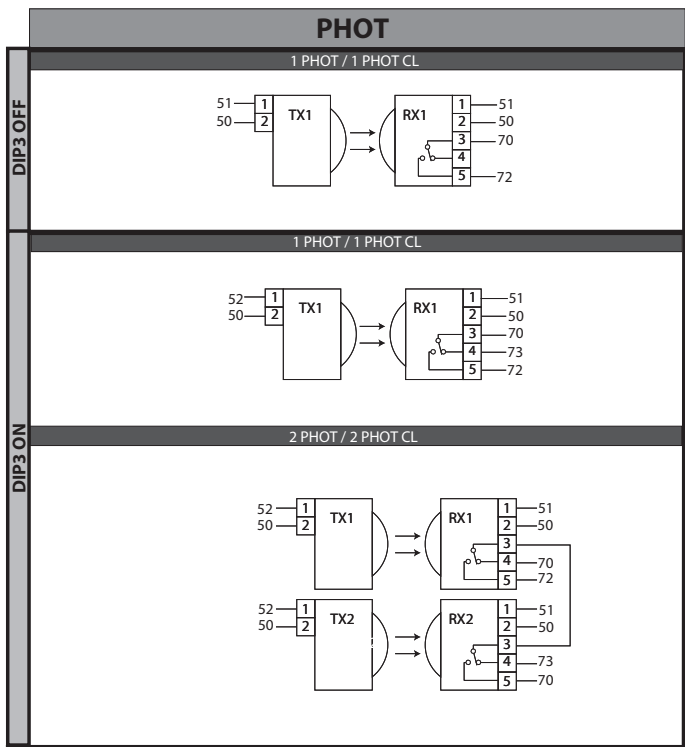 PHOT
DIP3 OFF
1 PHOT / 1 PHOT CL
51 1 TX1 RX1 1 51
50 2 2 50
3 70
4
5 72
DIP3 ON
1 PHOT / 1 PHOT CL
52 1 TX1 RX1 1 51
50 2 2 50
3 70
4 73
5 72
2 PHOT / 2 PHOT CL
52 1 TX1 RX1 1 51
50 2 2 50
3
4 70
5 72
52 1 TX2 RX2 1 51
50 2 2 50
3
4 73
5 70